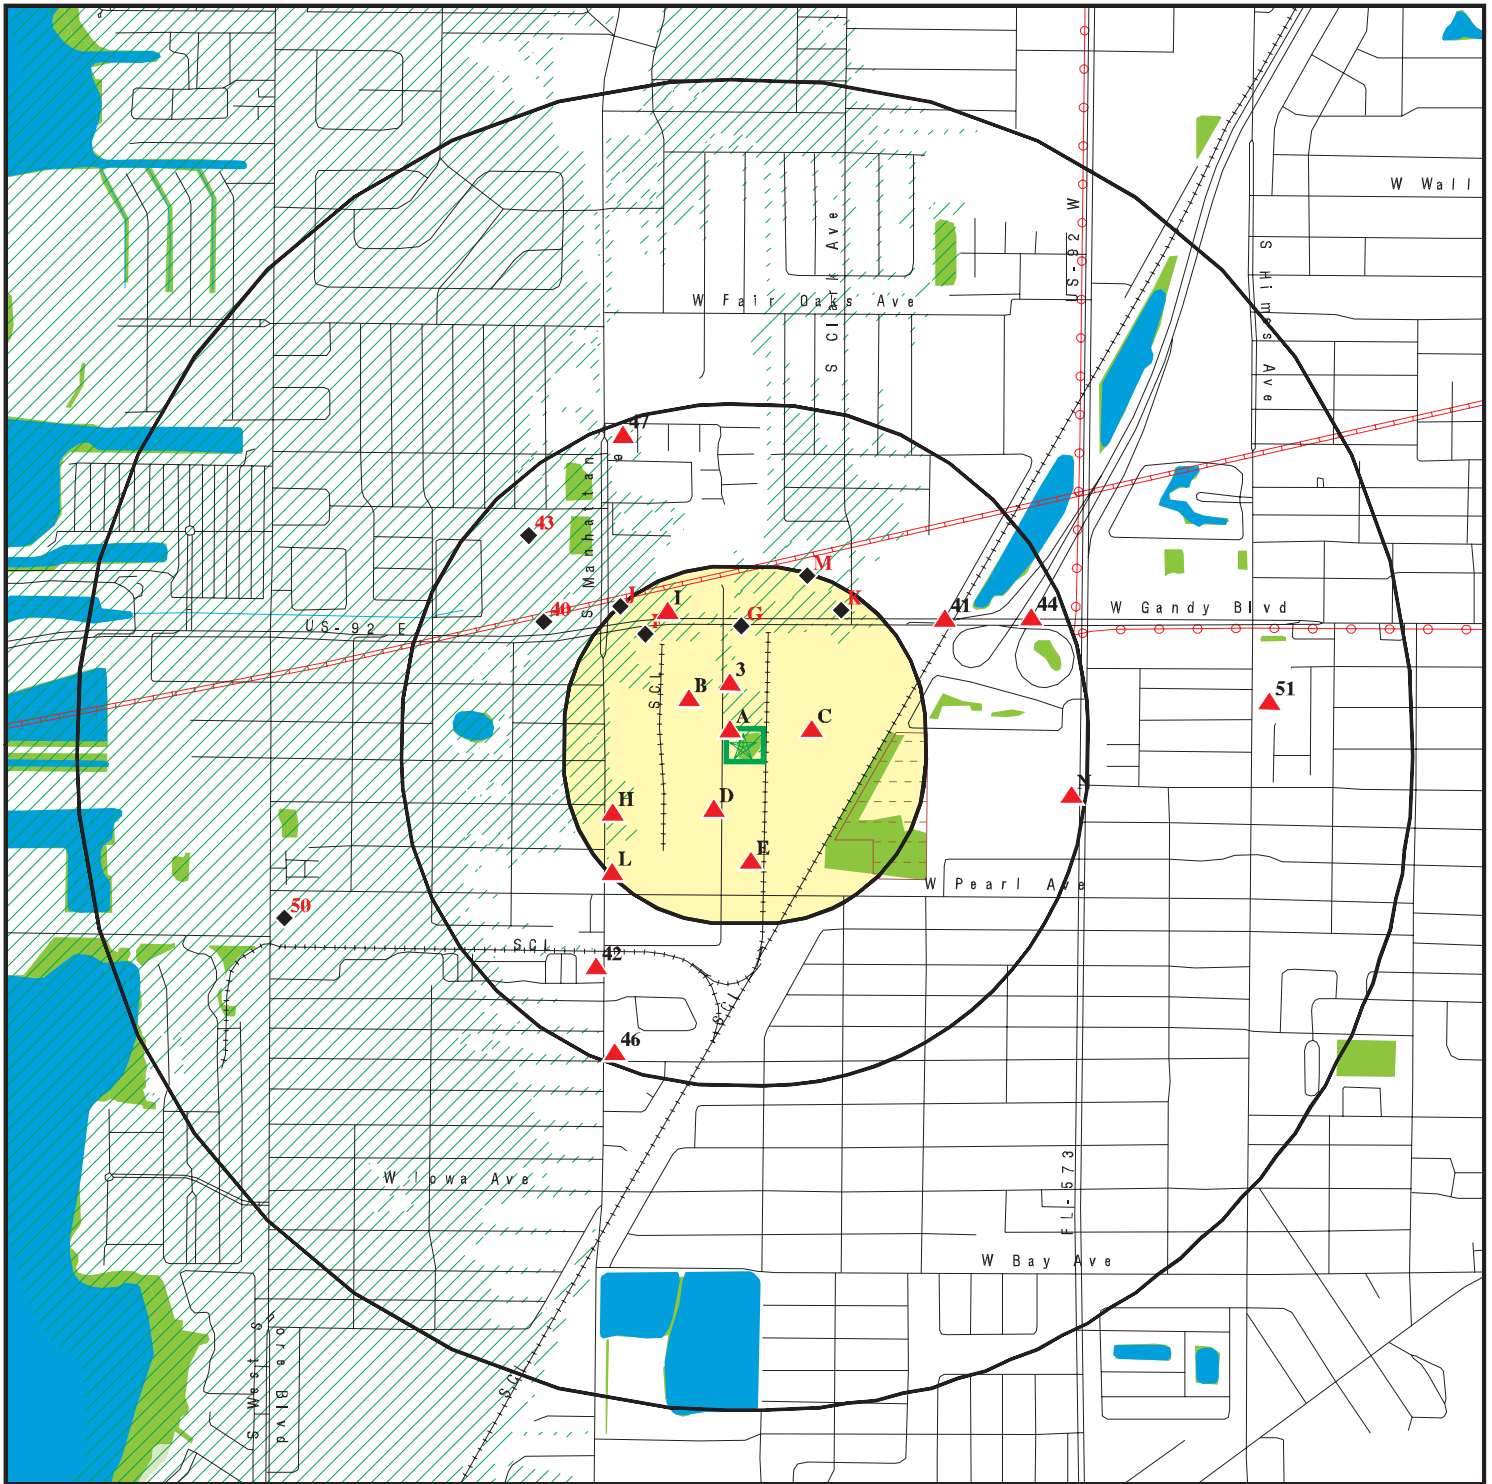 W Wall
US-92 W
S Clark Ave
S Himes Ave
W Fair Oaks Ave
47
e
S Manhattan
43
M
J
I
K
40
G
41
44
W Gandy Blvd
US-92 E
3
B
SCL
51
A
C
N
H
D
E
L
W Pearl Ave
50
SCL
42
SCL
46
FL-573
W Iowa Ave
W Bay Ave
S West Shore Blvd
SCL